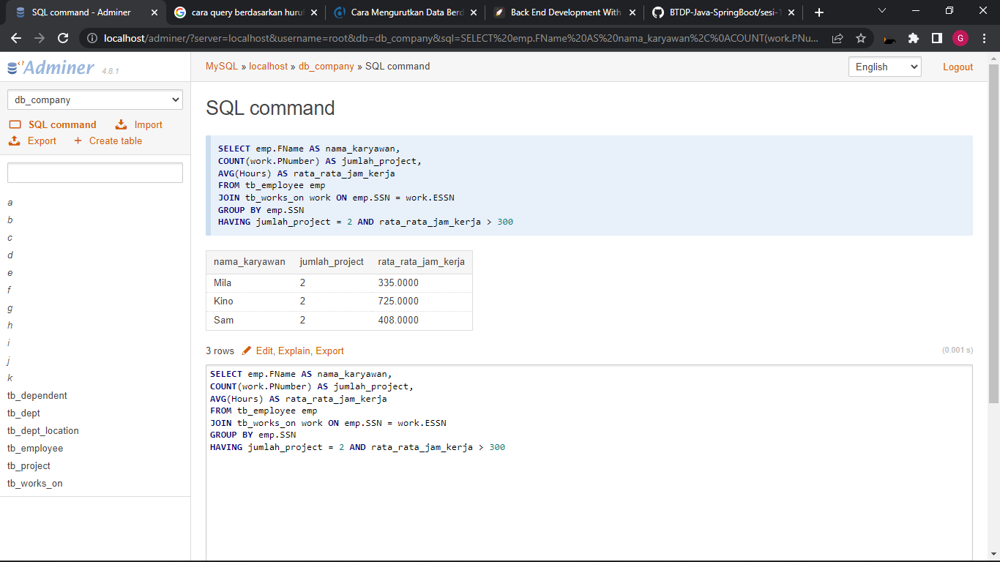 SQL command - Adminer
cara query berdasarkan huru
Cara Mengurutkan Data Berd
Back End Development With
BTDP-Java-SpringBoot/sesi-1
localhost/adminer/?server=localhost&username=root&db=db_company&sql=SELECT%20emp.FName%20AS%20nama_karyawan%2C%0ACOUNT(work.PNu...
G
Adminer 4.8.1
MySQL » localhost » db_company » SQL command
English
Logout
db_company
SQL command
Import
Export
Create table
a
b
c
d
e
f
g
h
i
j
k
tb_dependent
tb_dept
tb_dept_location
tb_employee
tb_project
tb_works_on
SQL command
SELECT emp.FName AS nama_karyawan,
COUNT(work.PNumber) AS jumlah_project,
AVG(Hours) AS rata_rata_jam_kerja
FROM tb_employee emp
JOIN tb_works_on work ON emp.SSN = work.ESSN
GROUP BY emp.SSN
HAVING jumlah_project = 2 AND rata_rata_jam_kerja > 300
nama_karyawan jumlah_project rata_rata_jam_kerja
Mila 2 335.0000
Kino 2 725.0000
Sam 2 408.0000
3 rows Edit, Explain, Export (0.001 s)
SELECT emp.FName AS nama_karyawan,
COUNT(work.PNumber) AS jumlah_project,
AVG(Hours) AS rata_rata_jam_kerja
FROM tb_employee emp
JOIN tb_works_on work ON emp.SSN = work.ESSN
GROUP BY emp.SSN
HAVING jumlah_project = 2 AND rata_rata_jam_kerja > 300